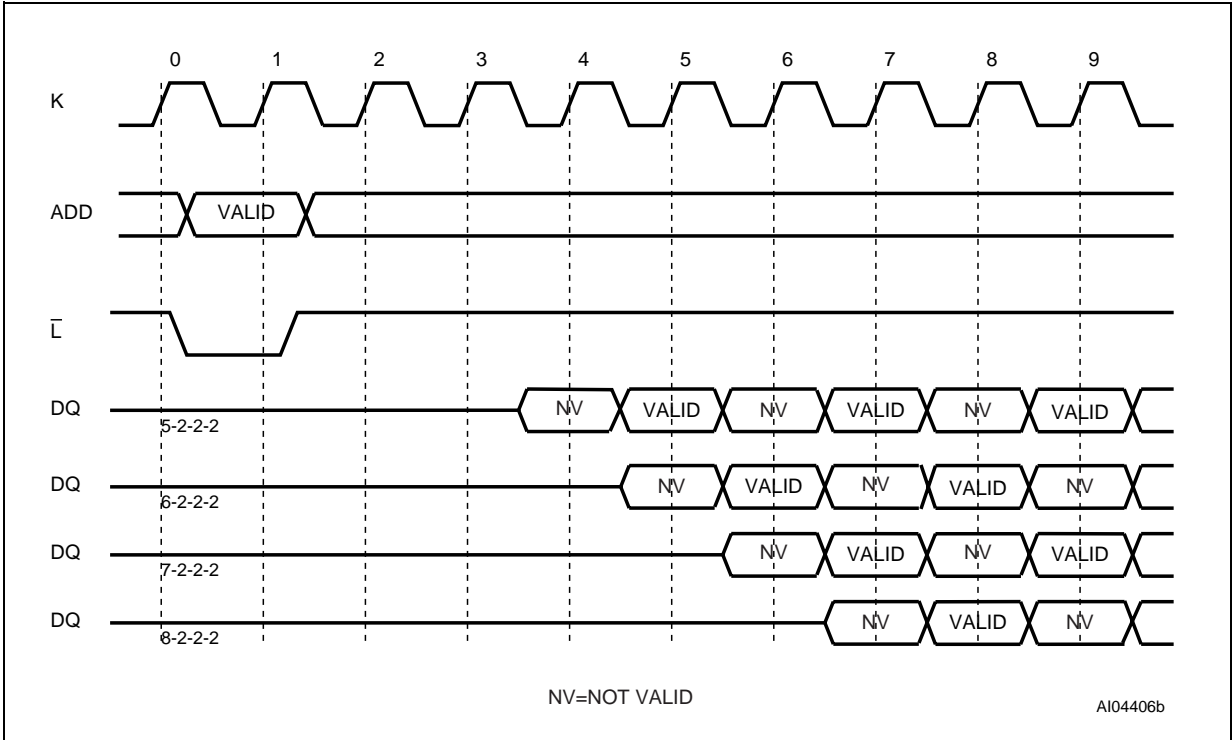 0 1 2 3 4 5 6 7 8 9
K
ADD VALID
L̅
DQ NV VALID NV VALID NV VALID
5-2-2-2
DQ NV VALID NV VALID NV
6-2-2-2
DQ NV VALID NV VALID
7-2-2-2
DQ NV VALID NV
8-2-2-2
NV=NOT VALID
AI04406b